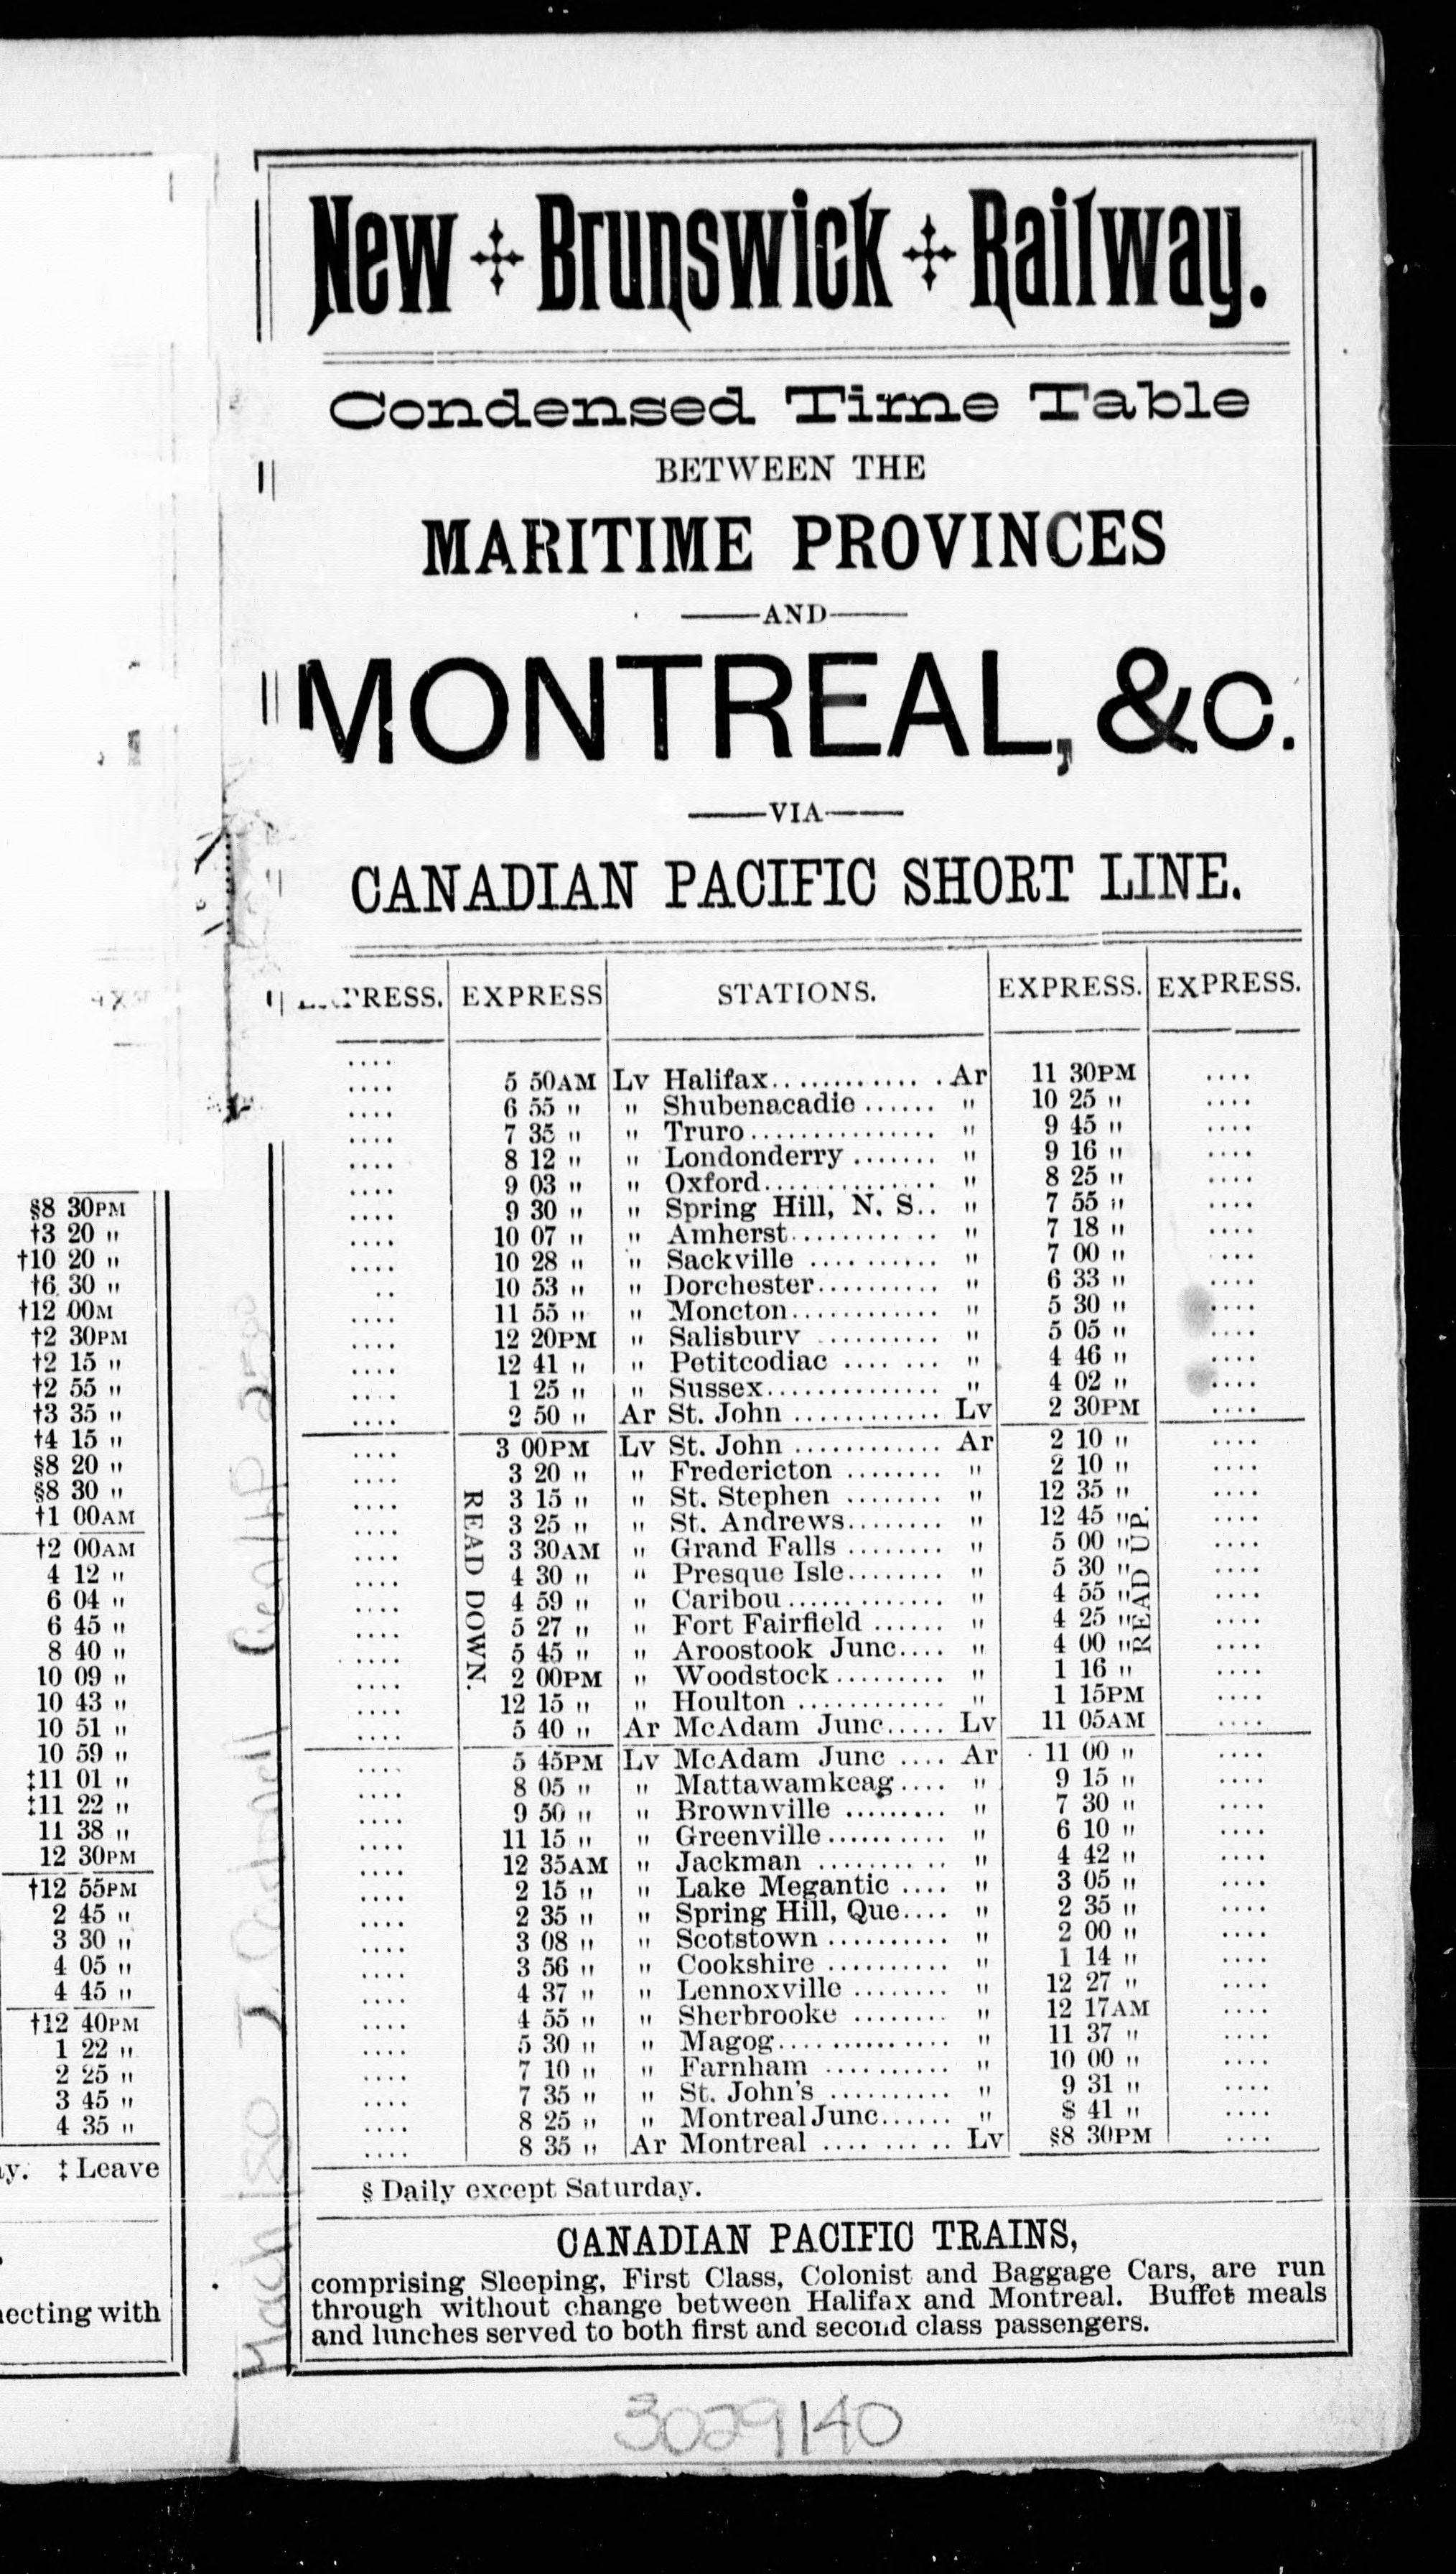 §8 30PM
†3 20 "
†10 20 "
†6 30 "
†12 00M
†2 30PM
†2 15 "
†2 55 "
†3 35 "
†4 15 "
§8 20 "
§8 30 "
†1 00AM
†2 00AM
4 12 "
6 04 "
6 45 "
8 40 "
10 09 "
10 43 "
10 51 "
10 59 "
‡11 01 "
‡11 22 "
11 38 "
12 30PM
†12 55PM
2 45 "
3 30 "
4 05 "
4 45 "
†12 40PM
1 22 "
2 25 "
3 45 "
4 35 "
y. ‡ Leave
ecting with
New Brunswick Railway.
Condensed Time Table
BETWEEN THE
MARITIME PROVINCES
AND
MONTREAL, &C.
VIA
CANADIAN PACIFIC SHORT LINE.
PRESS. EXPRESS STATIONS. EXPRESS. EXPRESS.
.... 5 50AM Lv Halifax............. Ar 11 30PM ....
.... 6 55 " " Shubenacadie ...... " 10 25 " ....
.... 7 35 " " Truro............... " 9 45 " ....
.... 8 12 " " Londonderry ....... " 9 16 " ....
.... 9 03 " " Oxford.............. " 8 25 " ....
.... 9 30 " " Spring Hill, N. S.. " 7 55 " ....
.... 10 07 " " Amherst............ " 7 18 " ....
.... 10 28 " " Sackville .......... " 7 00 " ....
.. 10 53 " " Dorchester.......... " 6 33 " ....
.... 11 55 " " Moncton............ " 5 30 " ....
.... 12 20PM " Salisbury .......... " 5 05 " ....
.... 12 41 " " Petitcodiac ........ " 4 46 " ....
.... 1 25 " " Sussex.............. " 4 02 " ....
.... 2 50 " Ar St. John ............ Lv 2 30PM ....
.... 3 00PM Lv St. John ............ Ar 2 10 " ....
.... 3 20 " " Fredericton ........ " 2 10 " ....
.... 3 15 " " St. Stephen ........ " 12 35 " ....
.... 3 25 " " St. Andrews........ " 12 45 " ....
.... 3 30AM " Grand Falls ........ " 5 00 " ....
.... 4 30 " " Presque Isle........ " 5 30 " ....
.... 4 59 " " Caribou............. " 4 55 " ....
.... 5 27 " " Fort Fairfield ...... " 4 25 " ....
.... 5 45 " " Aroostook Junc.... " 4 00 " ....
.... 2 00PM " Woodstock......... " 1 16 " ....
.... 12 15 " " Houlton ............ " 1 15PM ....
.... 5 40 " Ar McAdam Junc..... Lv 11 05AM ....
READ DOWN.
READ UP.
.... 5 45PM Lv McAdam Junc .... Ar 11 00 " ....
.... 8 05 " " Mattawamkeag.... " 9 15 " ....
.... 9 50 " " Brownville ......... " 7 30 " ....
.... 11 15 " " Greenville.......... " 6 10 " ....
.... 12 35AM " Jackman ........... " 4 42 " ....
.... 2 15 " " Lake Megantic .... " 3 05 " ....
.... 2 35 " " Spring Hill, Que.... " 2 35 " ....
.... 3 08 " " Scotstown .......... " 2 00 " ....
.... 3 56 " " Cookshire .......... " 1 14 " ....
.... 4 37 " " Lennoxville ........ " 12 27 " ....
.... 4 55 " " Sherbrooke ........ " 12 17AM ....
.... 5 30 " " Magog............... " 11 37 " ....
.... 7 10 " " Farnham ........... " 10 00 " ....
.... 7 35 " " St. John's .......... " 9 31 " ....
.... 8 25 " " Montreal Junc...... " 8 41 " ....
.... 8 35 " Ar Montreal ......... Lv §8 30PM ....
§ Daily except Saturday.
CANADIAN PACIFIC TRAINS,
comprising Sleeping, First Class, Colonist and Baggage Cars, are run
through without change between Halifax and Montreal. Buffet meals
and lunches served to both first and second class passengers.
3029140